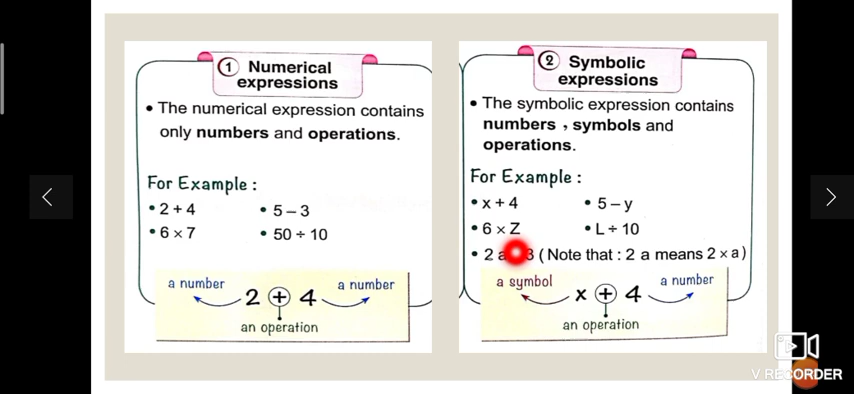 1 Numerical
expressions
• The numerical expression contains
only numbers and operations.
For Example :
• 2 + 4 • 5 – 3
• 6 × 7 • 50 ÷ 10
a number 2 + 4 a number
an operation
2 Symbolic
expressions
• The symbolic expression contains
numbers , symbols and
operations.
For Example :
• x + 4 • 5 – y
• 6 × Z • L ÷ 10
• 2 a 3 ( Note that : 2 a means 2 × a )
a symbol x + 4 a number
an operation
V RECORDER